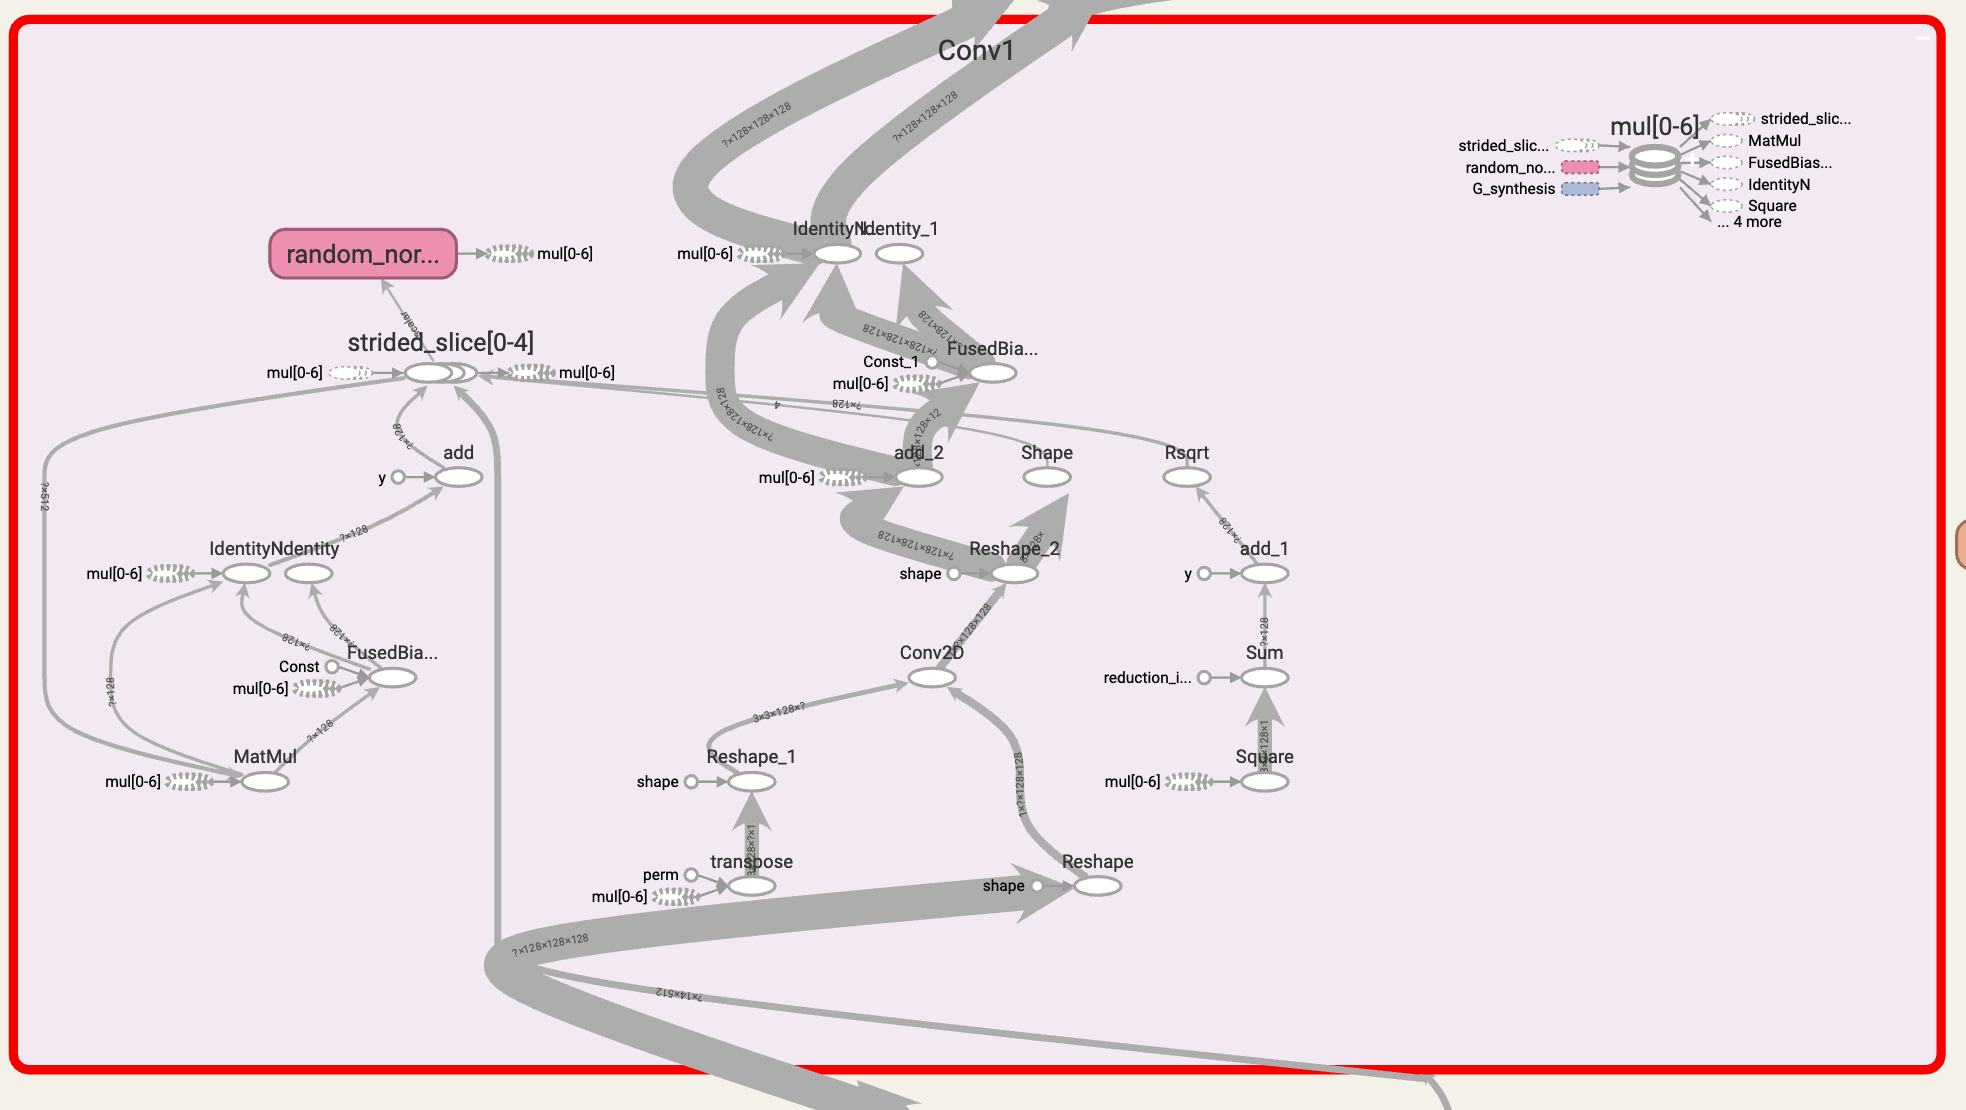 Conv1
?×128×128×128
?×128×128×128
mul[0-6]
strided_slic...
strided_slic...
MatMul
random_no...
FusedBias...
G_synthesis
IdentityN
Square
... 4 more
IdentityN...
Identity_1
random_nor...
mul[0-6]
mul[0-6]
scalar
?×128×128×128
?×128×128
strided_slice[0-4]
Const_1
FusedBia...
mul[0-6]
mul[0-6]
mul[0-6]
4
?×128
?×128×128×128
?×128
add
y
add_2
mul[0-6]
Shape
Rsqrt
?×512
?×128
?×128×128×128
?×128
IdentityN
Identity
mul[0-6]
Reshape_2
shape
add_1
y
?×128
?×128
?×128×128
?×128
FusedBia...
Const
mul[0-6]
Conv2D
Sum
reduction_i...
?×128
?×128
3×3×128×?
MatMul
mul[0-6]
Reshape_1
shape
1×?×128×128
Square
mul[0-6]
transpose
perm
mul[0-6]
Reshape
shape
?×128×128×128
?×14×512